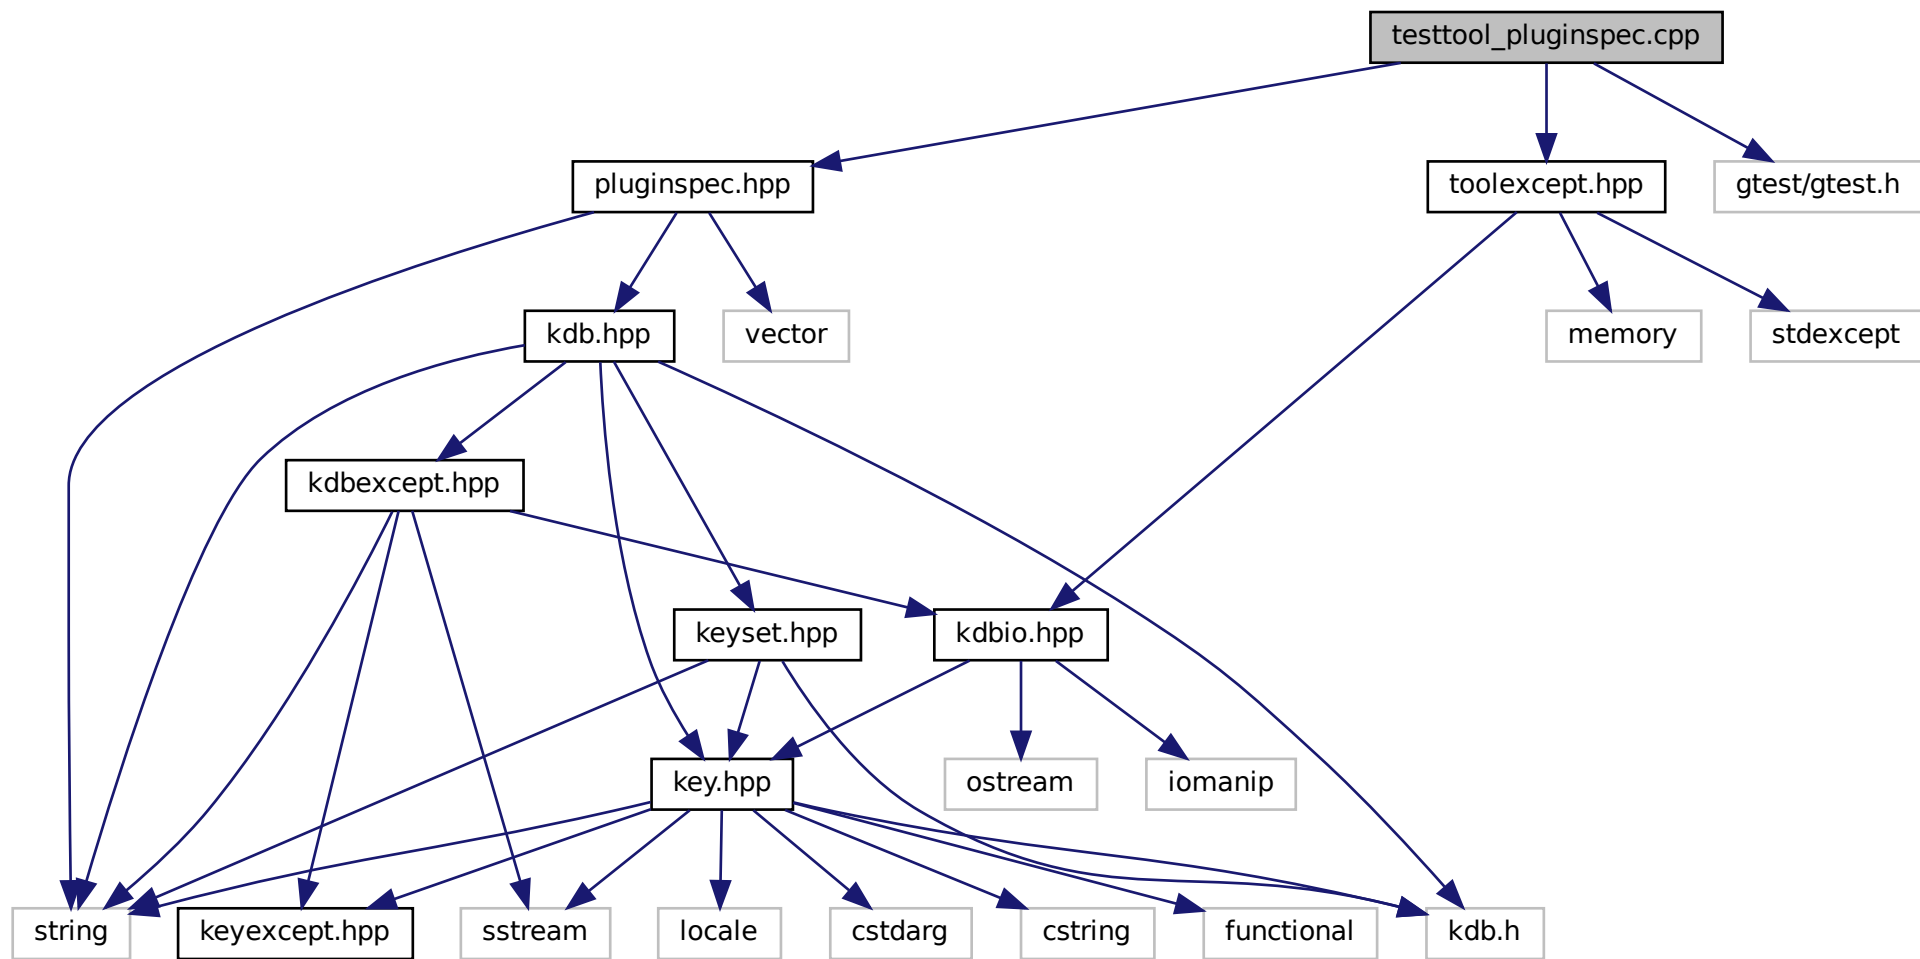 testtool_pluginspec.cpp
pluginspec.hpp
toolexcept.hpp
gtest/gtest.h
kdb.hpp
vector
memory
stdexcept
kdbexcept.hpp
keyset.hpp
kdbio.hpp
key.hpp
ostream
iomanip
string
keyexcept.hpp
sstream
locale
cstdarg
cstring
functional
kdb.h